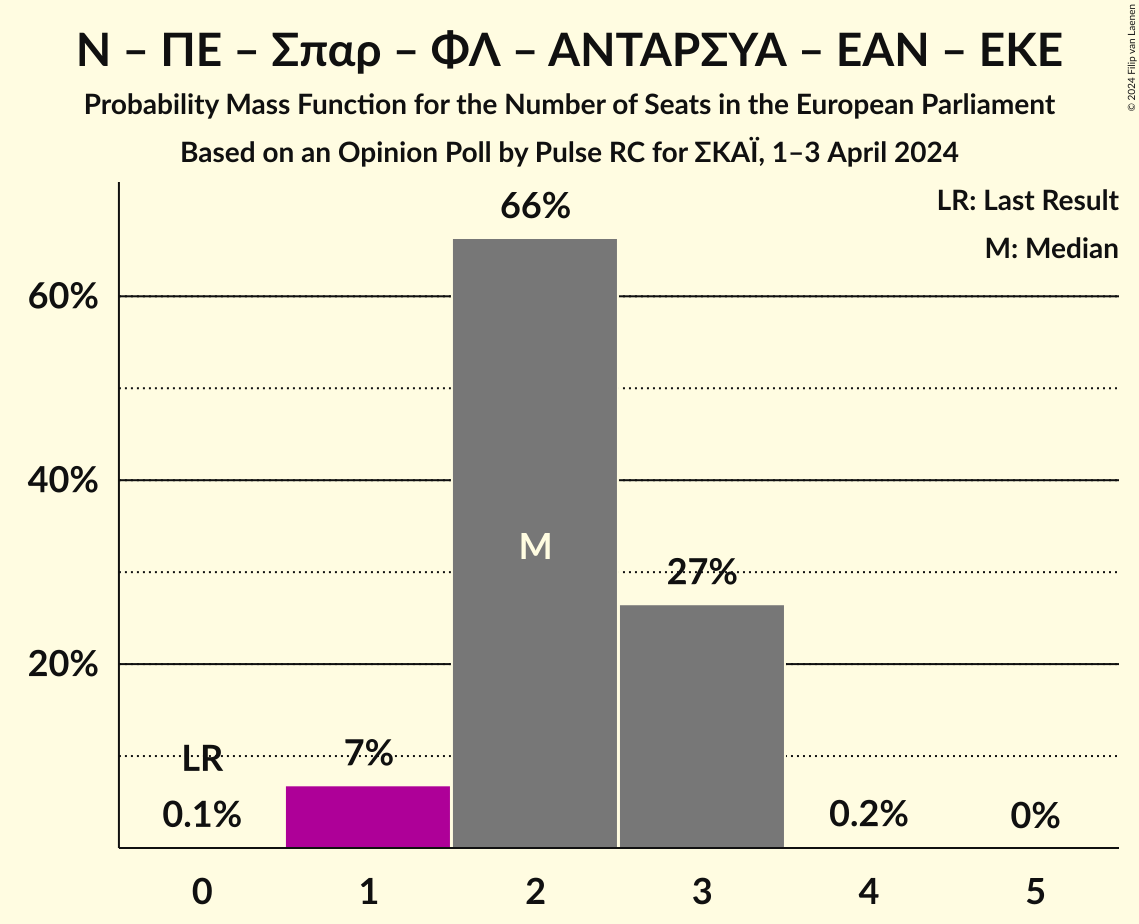 Ν – ΠΕ – Σπαρ – ΦΛ – ΑΝΤΑΡΣΥΑ – ΕΑΝ – ΕΚΕ
Probability Mass Function for the Number of Seats in the European Parliament
Based on an Opinion Poll by Pulse RC for ΣΚΑΪ, 1–3 April 2024
© 2024 Filip van Laenen
LR: Last Result
M: Median
66%
60%
40%
M
27%
20%
LR
7%
0.1%
0.2%
0%
0 1 2 3 4 5